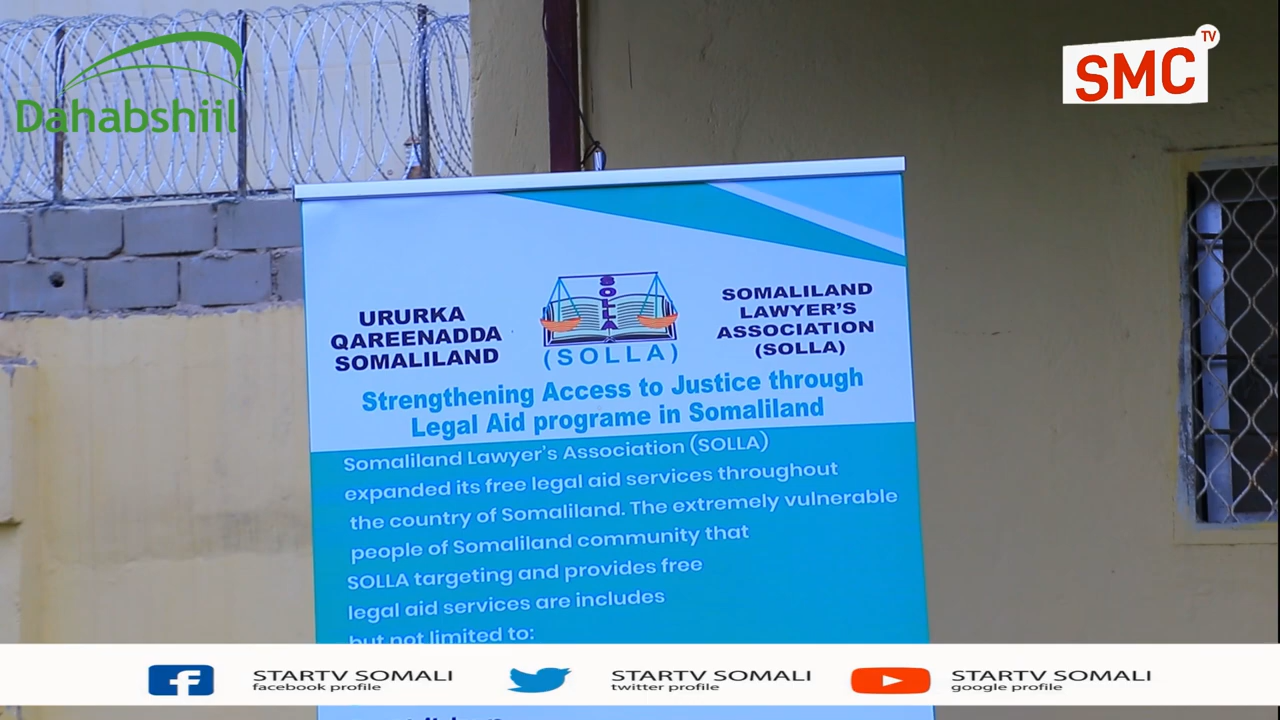 Dahabshiil
SMC TV
URURKA
QAREENADDA
SOMALILAND
SOLLA
(SOLLA)
SOMALILAND
LAWYER'S
ASSOCIATION
(SOLLA)
Strengthening Access to Justice through
Legal Aid programe in Somaliland
Somaliland Lawyer's Association (SOLLA)
expanded its free legal aid services throughout
the country of Somaliland. The extremely vulnerable
people of Somaliland community that
SOLLA targeting and provides free
legal aid services are includes
but not limited to:
STARTV SOMALI
facebook profile
STARTV SOMALI
twitter profile
STARTV SOMALI
google profile